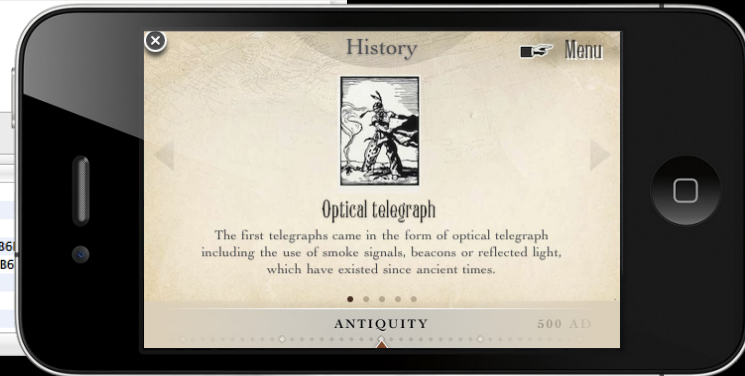 History
Menu
Optical telegraph
The first telegraphs came in the form of optical telegraph
including the use of smoke signals, beacons or reflected light,
which have existed since ancient times.
ANTIQUITY
500 AD